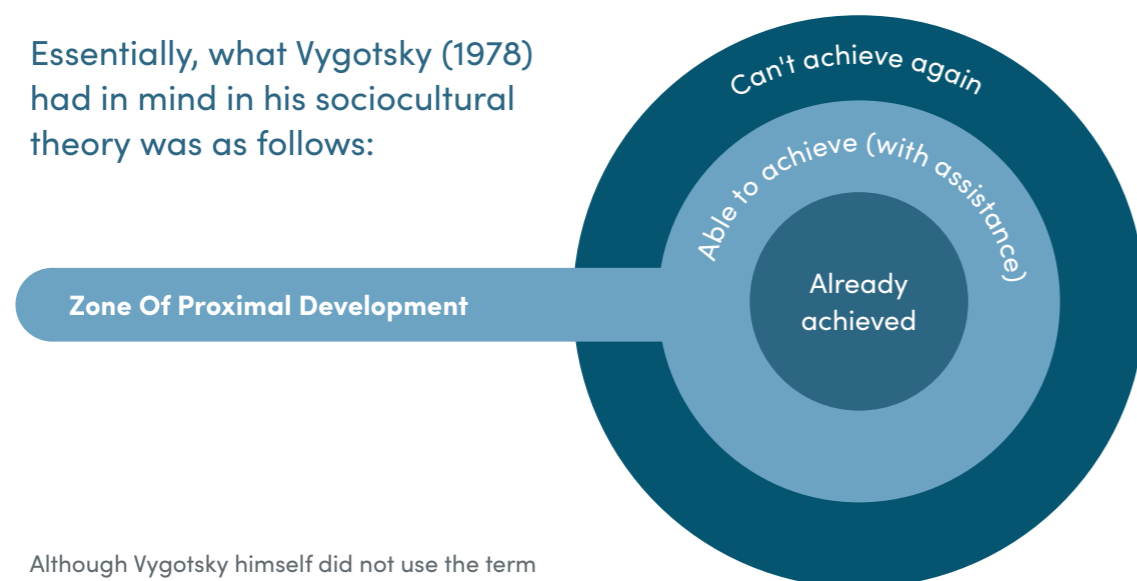 Essentially, what Vygotsky (1978)
had in mind in his sociocultural
theory was as follows:
Can't achieve again
Able to achieve (with assistance)
Already
achieved
Zone Of Proximal Development
Although Vygotsky himself did not use the term